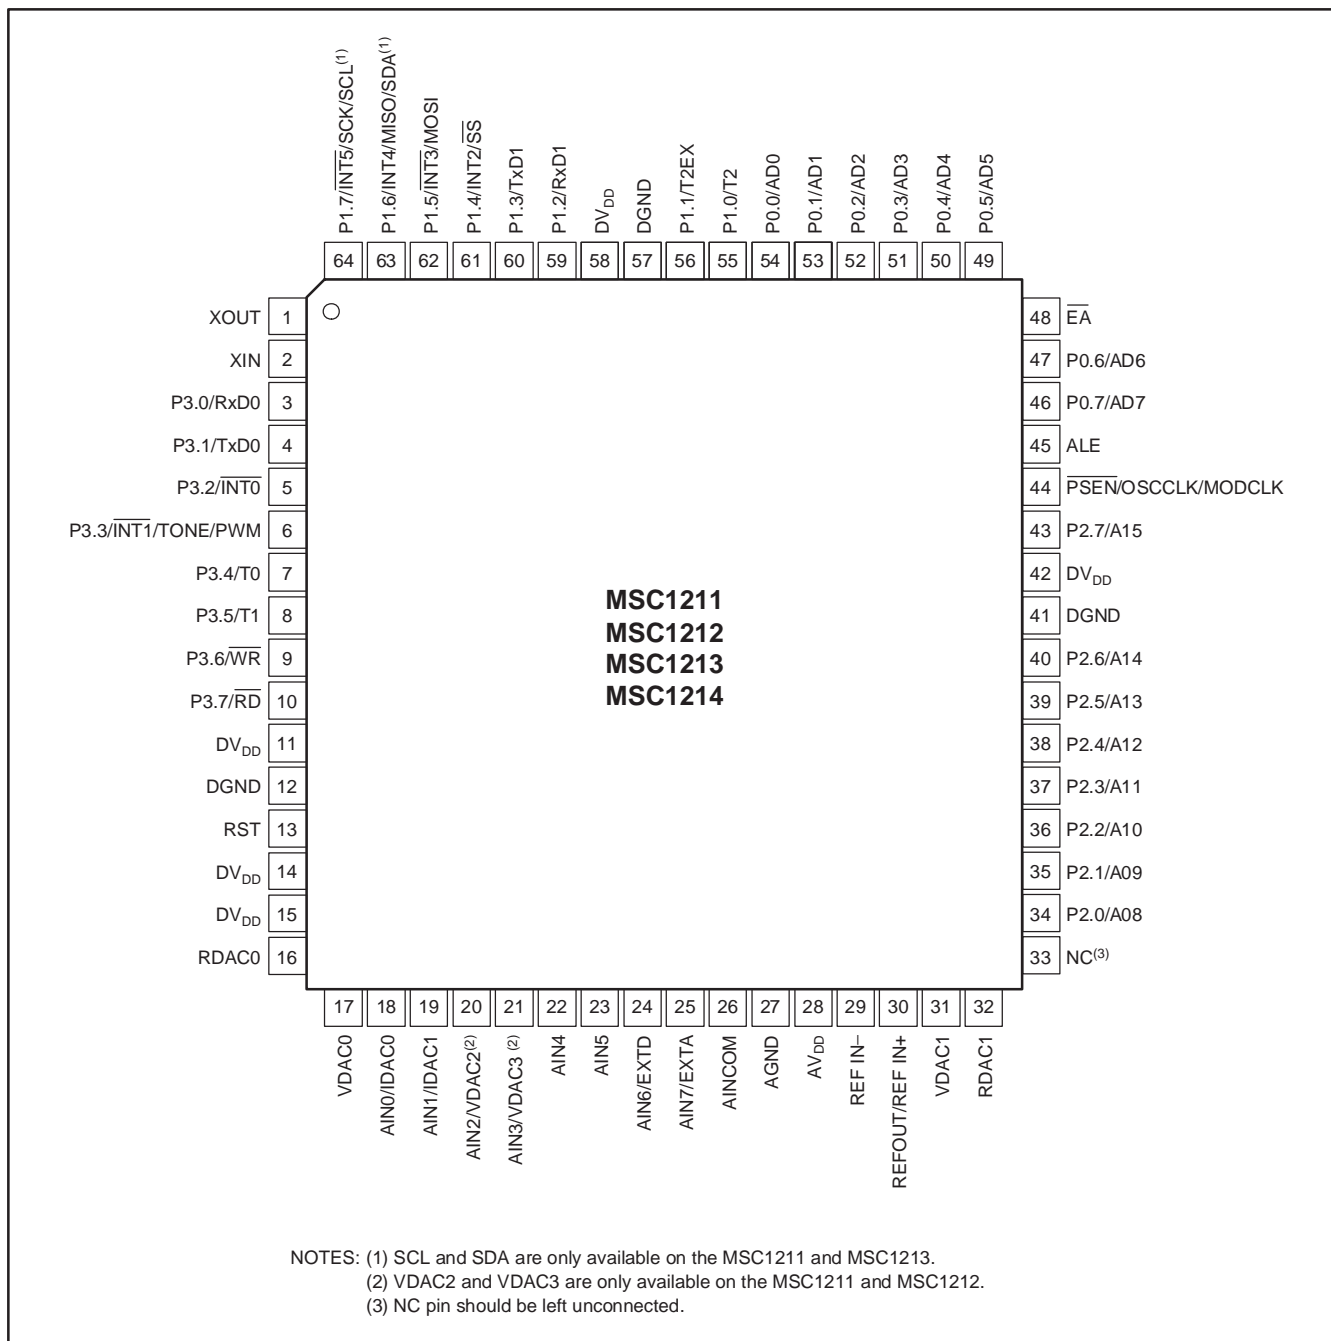 P1.7/INT5/SCK/SCL(1)
P1.6/INT4/MISO/SDA(1)
P1.5/INT3/MOSI
P1.4/INT2/SS
P1.3/TxD1
P1.2/RxD1
DVDD
DGND
P1.1/T2EX
P1.0/T2
P0.0/AD0
P0.1/AD1
P0.2/AD2
P0.3/AD3
P0.4/AD4
P0.5/AD5
64 63 62 61 60 59 58 57 56 55 54 53 52 51 50 49
XOUT 1
XIN 2
P3.0/RxD0 3
P3.1/TxD0 4
P3.2/INT0 5
P3.3/INT1/TONE/PWM 6
P3.4/T0 7
P3.5/T1 8
P3.6/WR 9
P3.7/RD 10
DVDD 11
DGND 12
RST 13
DVDD 14
DVDD 15
RDAC0 16
MSC1211
MSC1212
MSC1213
MSC1214
48 EA
47 P0.6/AD6
46 P0.7/AD7
45 ALE
44 PSEN/OSCCLK/MODCLK
43 P2.7/A15
42 DVDD
41 DGND
40 P2.6/A14
39 P2.5/A13
38 P2.4/A12
37 P2.3/A11
36 P2.2/A10
35 P2.1/A09
34 P2.0/A08
33 NC(3)
17 18 19 20 21 22 23 24 25 26 27 28 29 30 31 32
VDAC0
AIN0/IDAC0
AIN1/IDAC1
AIN2/VDAC2(2)
AIN3/VDAC3 (2)
AIN4
AIN5
AIN6/EXTD
AIN7/EXTA
AINCOM
AGND
AVDD
REF IN–
REFOUT/REF IN+
VDAC1
RDAC1
NOTES: (1) SCL and SDA are only available on the MSC1211 and MSC1213.
(2) VDAC2 and VDAC3 are only available on the MSC1211 and MSC1212.
(3) NC pin should be left unconnected.